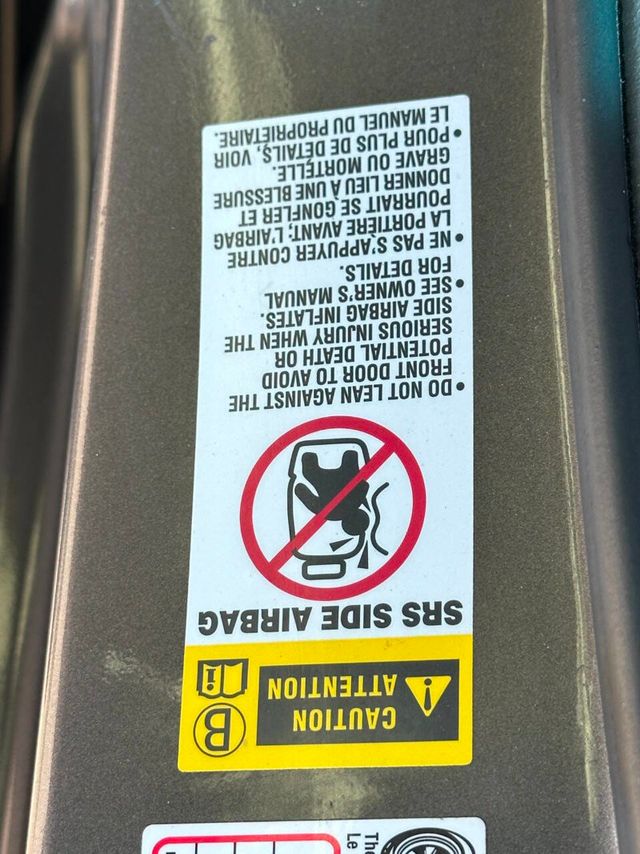 CAUTION
ATTENTION
B
SRS SIDE AIRBAG
• DO NOT LEAN AGAINST THE
FRONT DOOR TO AVOID
POTENTIAL DEATH OR
SERIOUS INJURY WHEN THE
SIDE AIRBAG INFLATES.
• SEE OWNER'S MANUAL
FOR DETAILS.
• NE PAS S'APPUYER CONTRE
LA PORTIÈRE AVANT; L'AIRBAG
POURRAIT SE GONFLER ET
DONNER LIEU À UNE BLESSURE
GRAVE OU MORTELLE.
• POUR PLUS DE DÉTAILS, VOIR
LE MANUEL DU PROPRIÉTAIRE.
The
Le